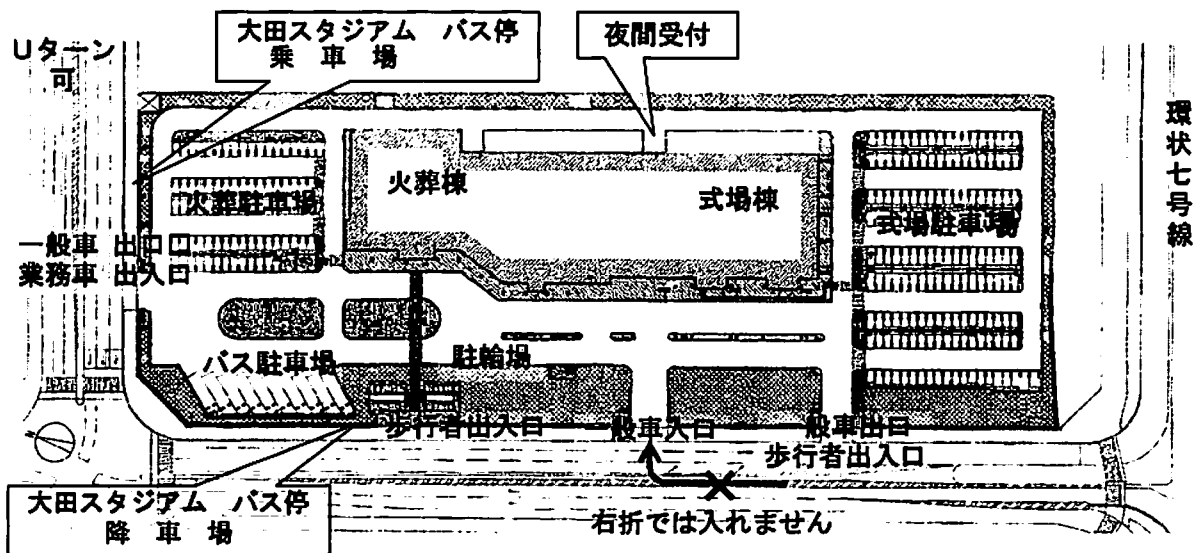 Uターン
可
大田スタジアム バス停
乗 車 場
夜間受付
環状七号線
火葬棟
式場棟
火葬駐車場
式場駐車場
一般車 出口
業務車 出入口
バス駐車場
駐輪場
歩行者出入口
一般車入口
一般車出口
歩行者出入口
大田スタジアム バス停
降 車 場
右折では入れません